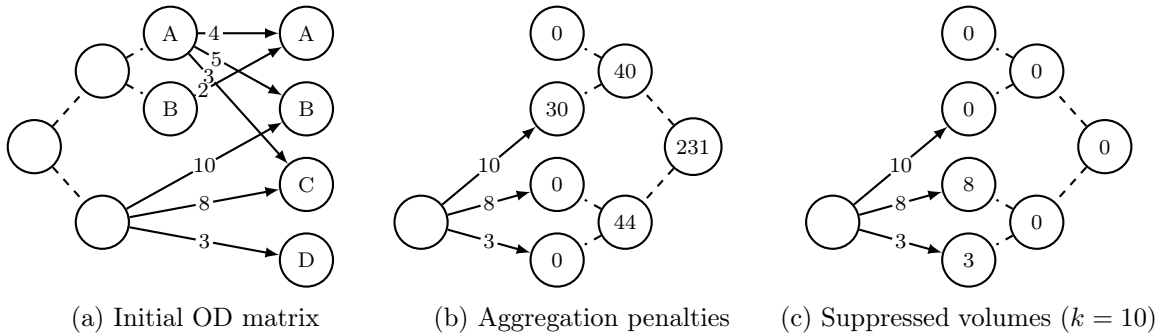 A 4 A
5
3
B 2 B
10
8 C
3 D
(a) Initial OD matrix
0
40
30
10 231
8 0
44
3 0
(b) Aggregation penalties
0
0
0
10 0
8 8
0
3 3
(c) Suppressed volumes (k = 10)